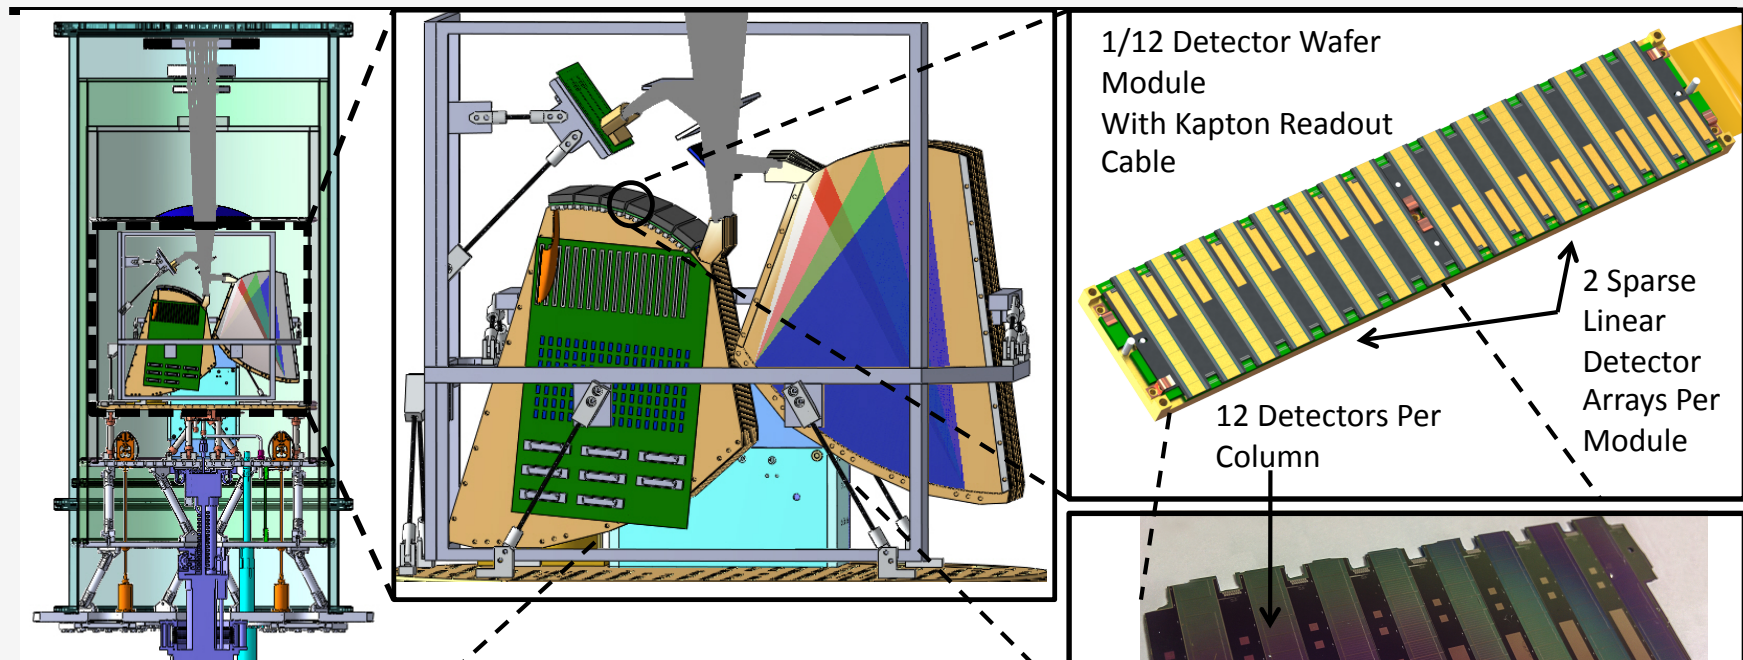 1/12 Detector Wafer
Module
With Kapton Readout
Cable
2 Sparse
Linear
Detector
Arrays Per
Module
12 Detectors Per
Column